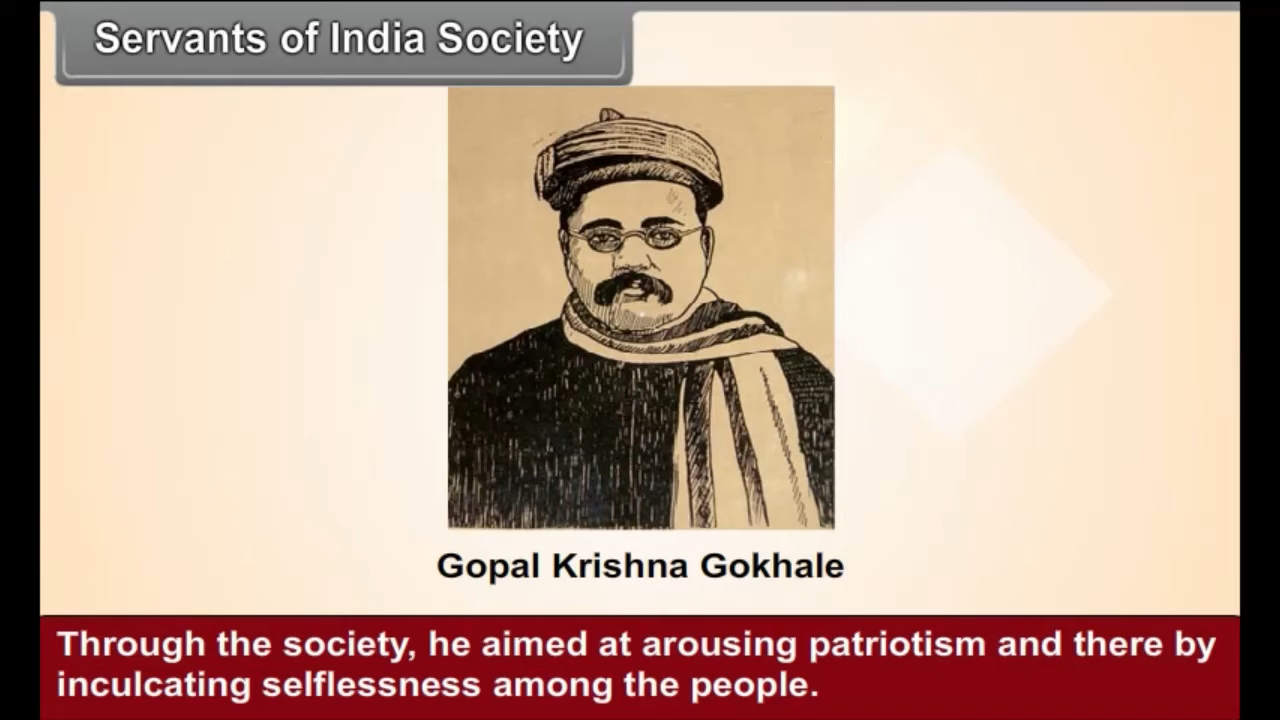 Servants of India Society
Gopal Krishna Gokhale
Through the society, he aimed at arousing patriotism and there by
inculcating selflessness among the people.